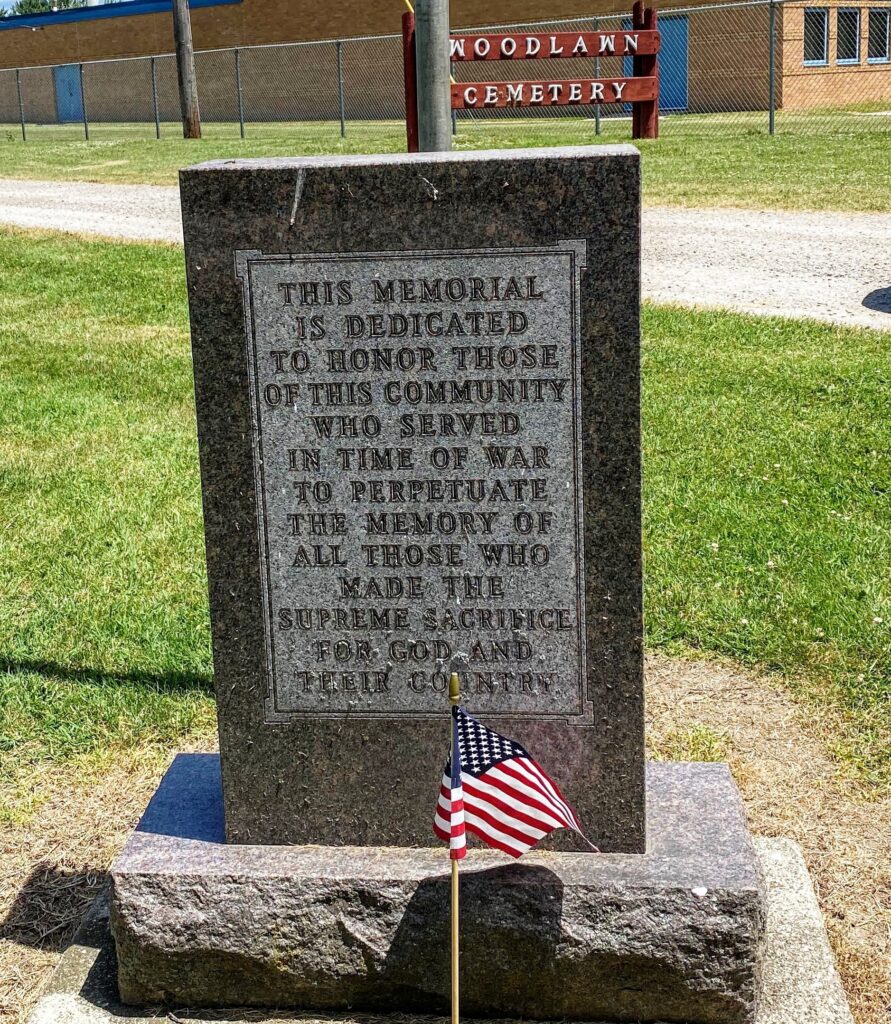 WOODLAWN
CEMETERY
THIS MEMORIAL
IS DEDICATED
TO HONOR THOSE
OF THIS COMMUNITY
WHO SERVED
IN TIME OF WAR
TO PERPETUATE
THE MEMORY OF
ALL THOSE WHO
MADE THE
SUPREME SACRIFICE
FOR GOD AND
THEIR COUNTRY